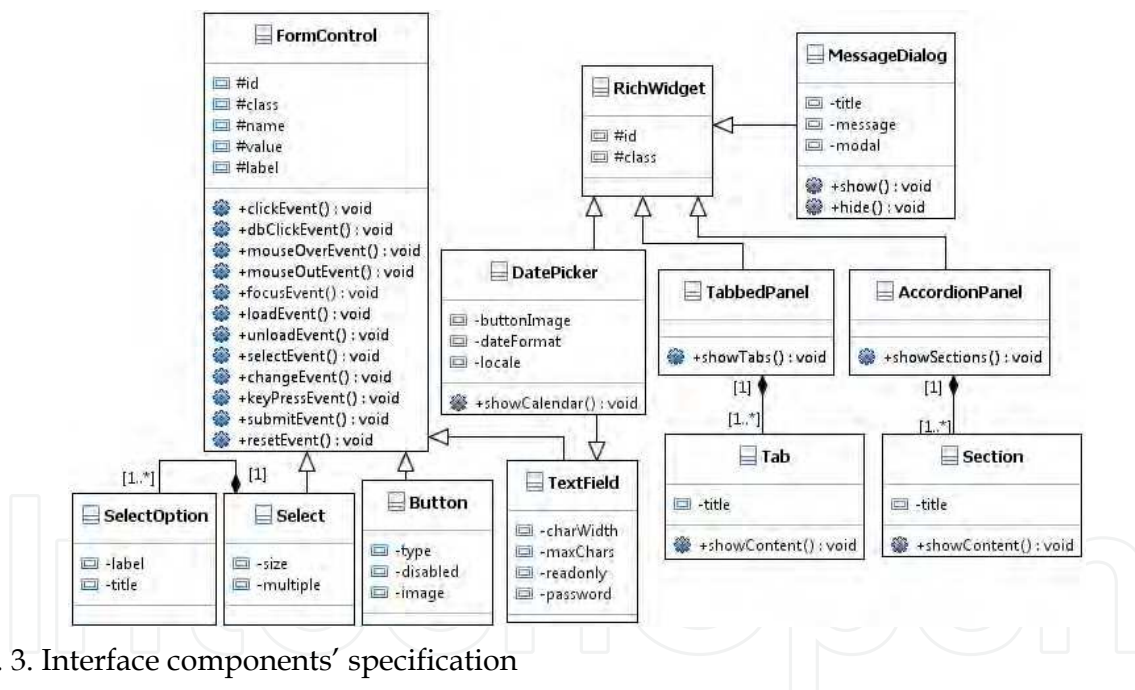 FormControl
#id
#class
#name
#value
#label
+clickEvent() : void
+dbClickEvent() : void
+mouseOverEvent() : void
+mouseOutEvent() : void
+focusEvent() : void
+loadEvent() : void
+unloadEvent() : void
+selectEvent() : void
+changeEvent() : void
+keyPressEvent() : void
+submitEvent() : void
+resetEvent() : void
RichWidget
#id
#class
MessageDialog
-title
-message
-modal
+show() : void
+hide() : void
DatePicker
-buttonImage
-dateFormat
-locale
+showCalendar() : void
TabbedPanel
+showTabs() : void
AccordionPanel
+showSections() : void
[1]
[1..*]
[1]
[1..*]
Tab
-title
+showContent() : void
Section
-title
+showContent() : void
[1..*]
[1]
SelectOption
-label
-title
Select
-size
-multiple
Button
-type
-disabled
-image
TextField
-charWidth
-maxChars
-readonly
-password
. 3. Interface components' specification